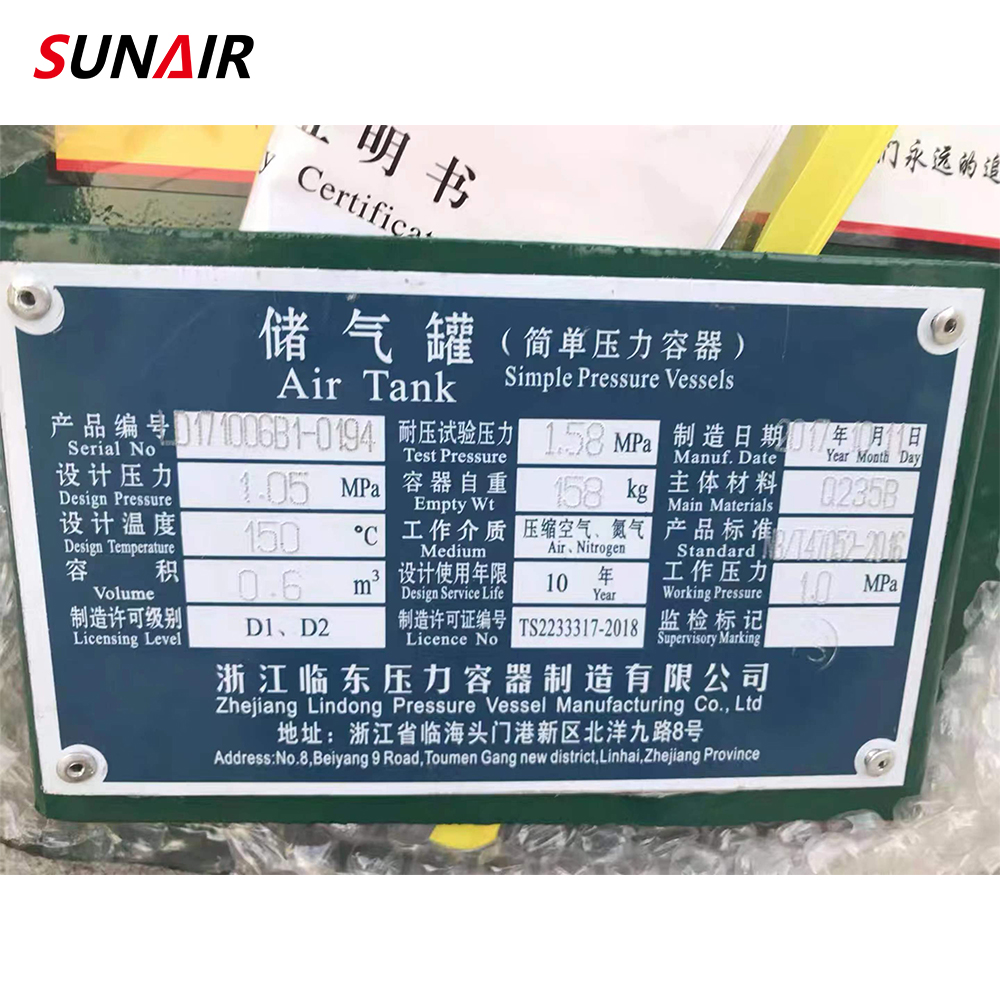 SUNAIR
证明书
Certifica
们永远的追
储气罐(简单压力容器)
Air Tank Simple Pressure Vessels
产品编号 LD171006B1-0194 耐压试验压力 1.58 MPa 制造日期 2017年10月11日
Serial No Test Pressure Manuf. Date Year Month Day
设计压力 1.05 MPa 容器自重 158 kg 主体材料 Q235B
Design Pressure Empty Wt Main Materials
设计温度 150 °C 工作介质 压缩空气、氮气 产品标准 NB/T47052-2016
Design Temperature Medium Air、Nitrogen Standard
容积 0.6 m³ 设计使用年限 10 年 工作压力 1.0 MPa
Volume Design Service Life Year Working Pressure
制造许可级别 D1、D2 制造许可证编号 TS2233317-2018 监检标记
Licensing Level Licence No Supervisory Marking
浙江临东压力容器制造有限公司
Zhejiang Lindong Pressure Vessel Manufacturing Co., Ltd
地址:浙江省临海头门港新区北洋九路8号
Address:No.8,Beiyang 9 Road,Toumen Gang new district,Linhai,Zhejiang Province